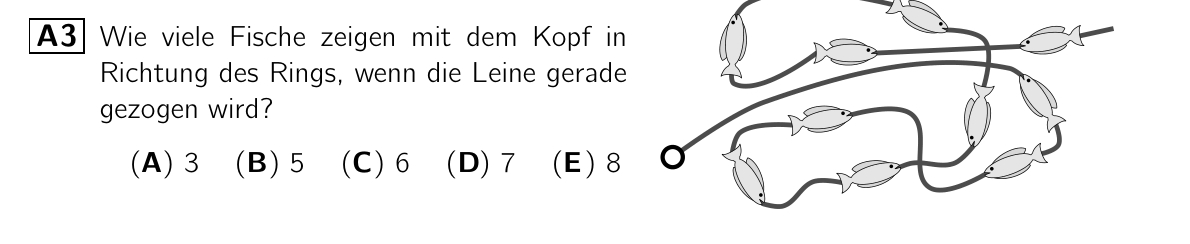 A3 Wie viele Fische zeigen mit dem Kopf in
Richtung des Rings, wenn die Leine gerade
gezogen wird?
(A) 3 (B) 5 (C) 6 (D) 7 (E) 8